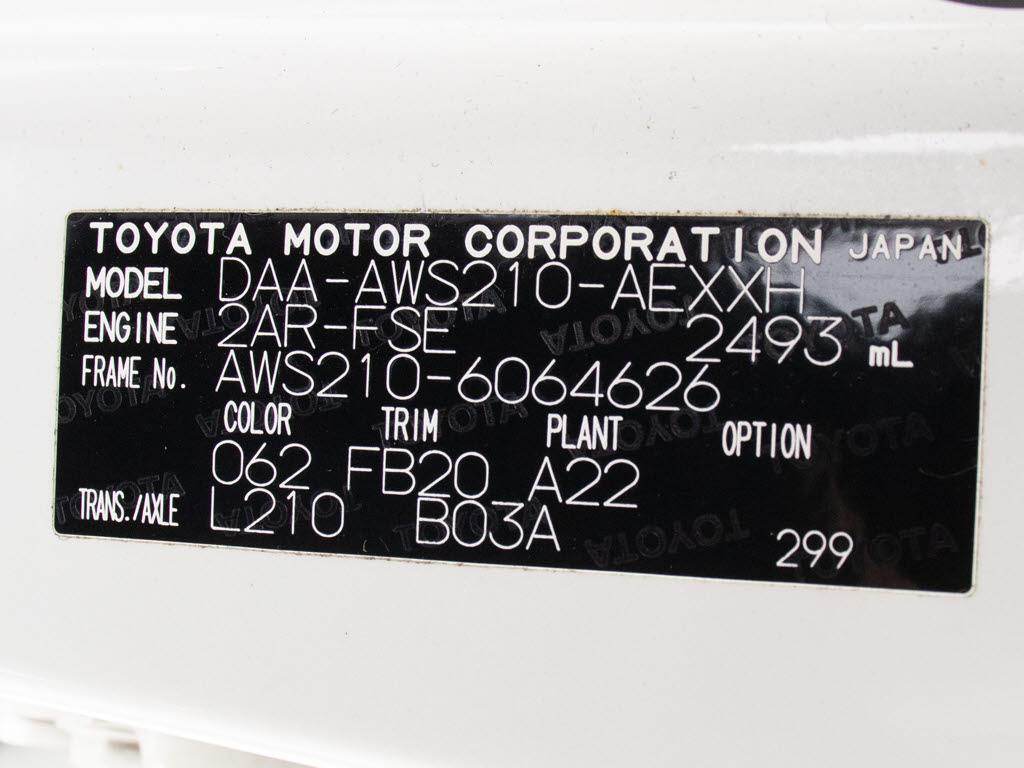 TOYOTA MOTOR CORPORATION JAPAN
MODEL DAA-AWS210-AEXXH
ENGINE 2AR-FSE 2493 mL
FRAME No. AWS210-6064626
COLOR TRIM PLANT OPTION
062 FB20 A22
TRANS./AXLE L210 B03A 299